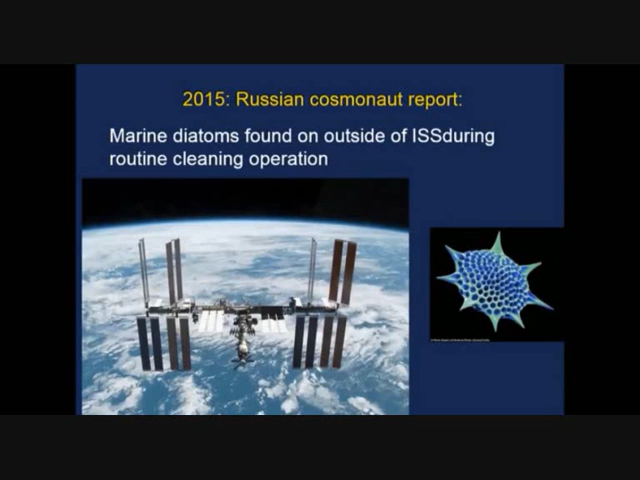 2015: Russian cosmonaut report:
Marine diatoms found on outside of ISSduring
routine cleaning operation